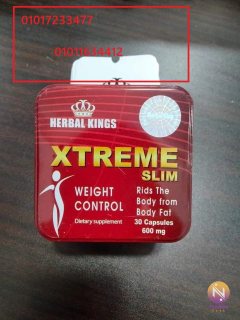 01017233477
HERBAL KINGS
XTREME
SLIM
WEIGHT
CONTROL
Dietary supplement
Rids The
Body from
Body Fat
30 Capsules
600 mg